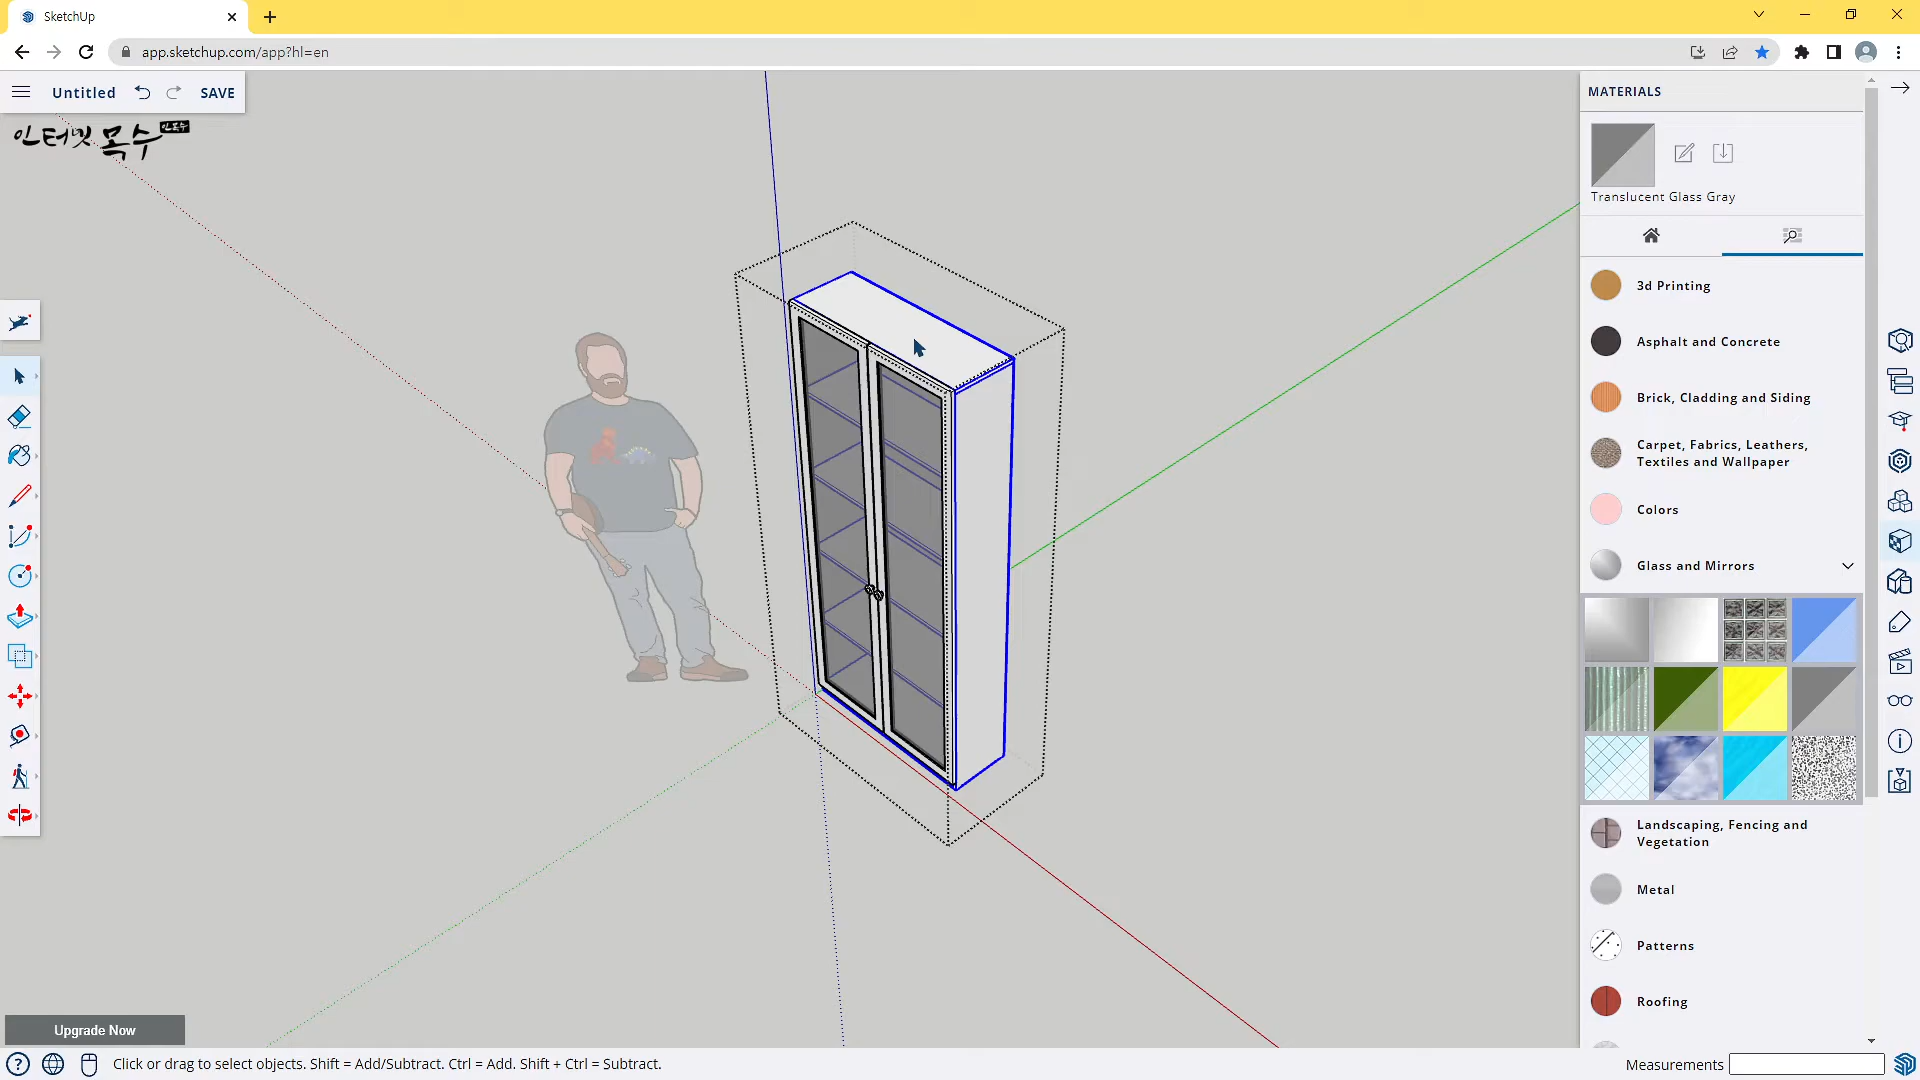 SketchUp
app.sketchup.com/app?hl=en
Untitled
SAVE
인터넷 목수
MATERIALS
Translucent Glass Gray
3d Printing
Asphalt and Concrete
Brick, Cladding and Siding
Carpet, Fabrics, Leathers,
Textiles and Wallpaper
Colors
Glass and Mirrors
Landscaping, Fencing and
Vegetation
Metal
Patterns
Roofing
Upgrade Now
Click or drag to select objects. Shift = Add/Subtract. Ctrl = Add. Shift + Ctrl = Subtract.
Measurements